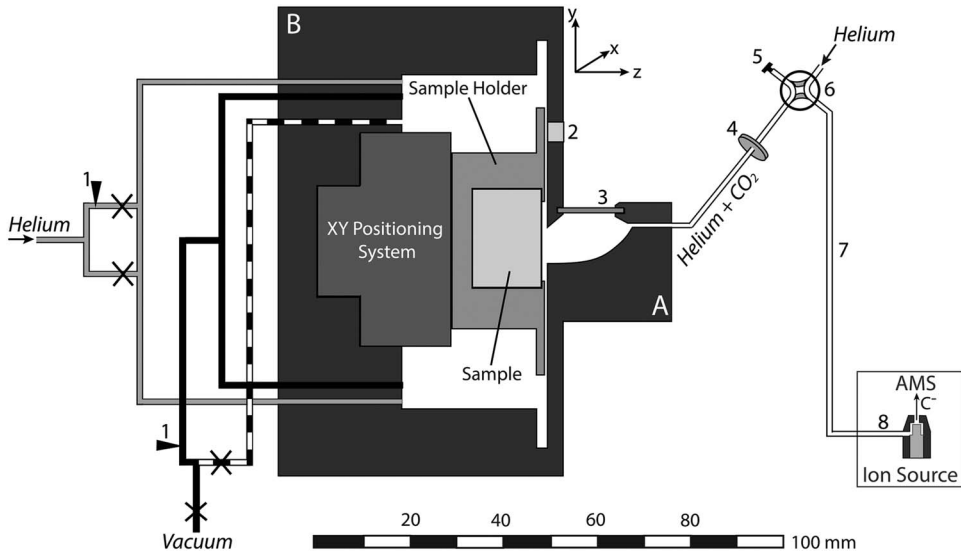 B
y
x
z
Helium
5
6
Sample Holder
4
2
1
3
Helium + CO₂
Helium
XY Positioning
System
7
A
Sample
AMS
C⁻
1
8
Ion Source
Vacuum
20
40
60
80
100 mm